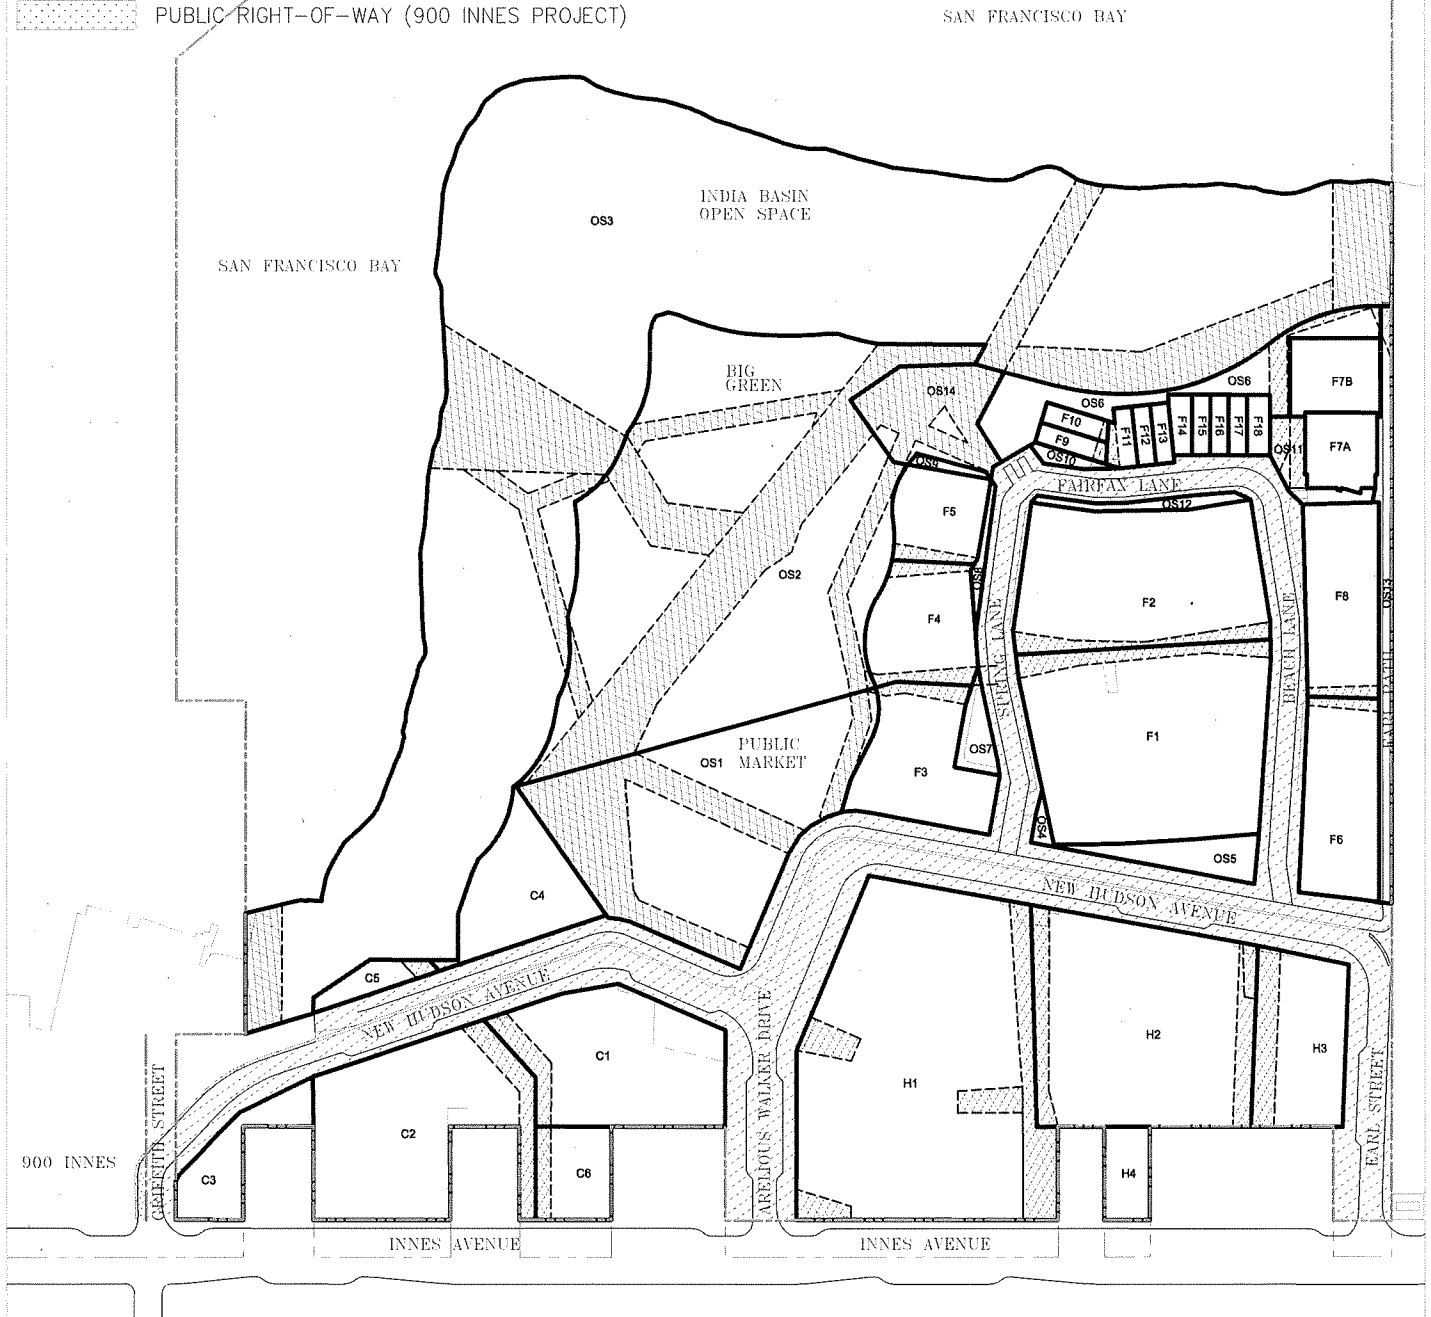 PUBLIC RIGHT-OF-WAY (900 INNES PROJECT)
SAN FRANCISCO BAY
INDIA BASIN
OPEN SPACE
OS3
SAN FRANCISCO BAY
BIG
GREEN
OS14
OS6
OS6
F7B
F10
F9
OS10
F11
F12
F13
F14
F15
F16
F17
F18
OS11
F7A
OS9
FAIRFAX LANE
OS12
F5
OS2
OS8
F4
F2
F8
OS13
SPRING LANE
BEACH LANE
EARL PATH
PUBLIC
MARKET
OS1
OS7
F3
F1
OS4
OS5
F6
C4
NEW HUDSON AVENUE
C5
NEW HUDSON AVENUE
ARELIOUS WALKER DRIVE
C1
H1
H2
H3
GRIFFITH STREET
EARL STREET
C2
900 INNES
C3
C6
H4
INNES AVENUE
INNES AVENUE